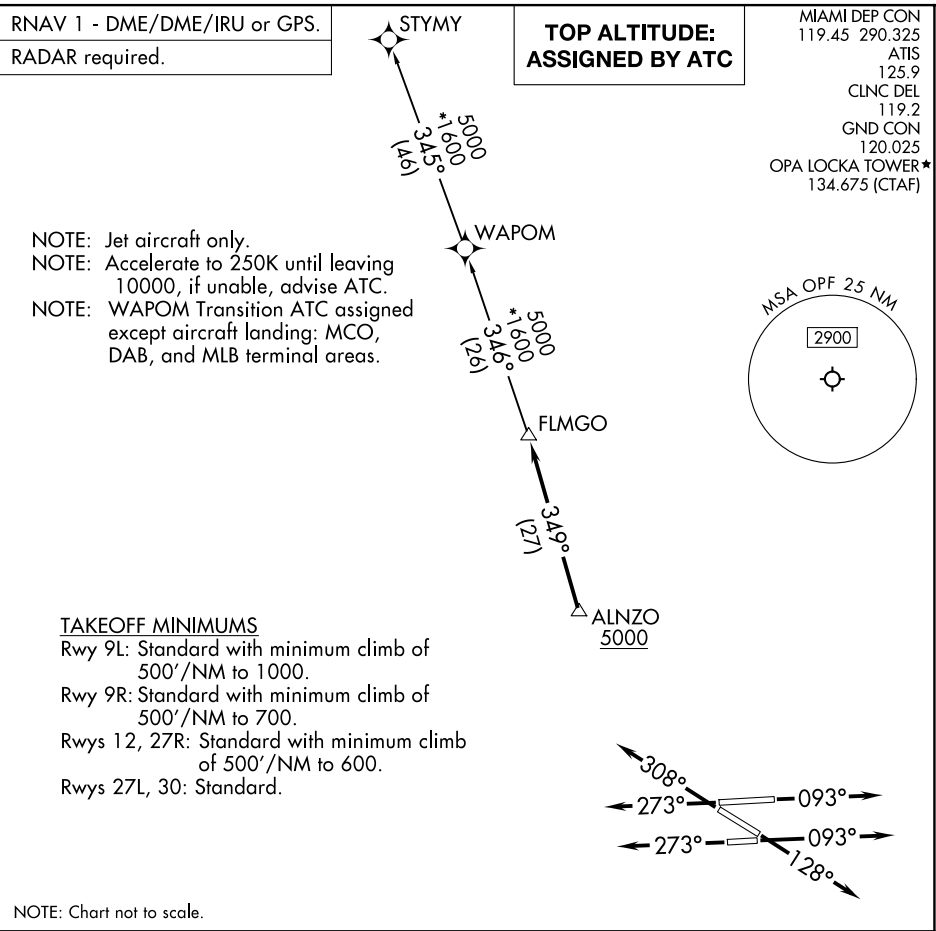 RNAV 1 - DME/DME/IRU or GPS.
RADAR required.
STYMY
TOP ALTITUDE:
ASSIGNED BY ATC
MIAMI DEP CON
119.45 290.325
ATIS
125.9
CLNC DEL
119.2
GND CON
120.025
OPA LOCKA TOWER★
134.675 (CTAF)
5000
*1600
345°
(46)
WAPOM
NOTE: Jet aircraft only.
NOTE: Accelerate to 250K until leaving
10000, if unable, advise ATC.
NOTE: WAPOM Transition ATC assigned
except aircraft landing: MCO,
DAB, and MLB terminal areas.
5000
*1600
346°
(26)
MSA OPF 25 NM
2900
FLMGO
349°
(27)
ALNZO
5000
TAKEOFF MINIMUMS
Rwy 9L: Standard with minimum climb of
500'/NM to 1000.
Rwy 9R: Standard with minimum climb of
500'/NM to 700.
Rwys 12, 27R: Standard with minimum climb
of 500'/NM to 600.
Rwys 27L, 30: Standard.
308°
273° 093°
273° 093°
128°
NOTE: Chart not to scale.